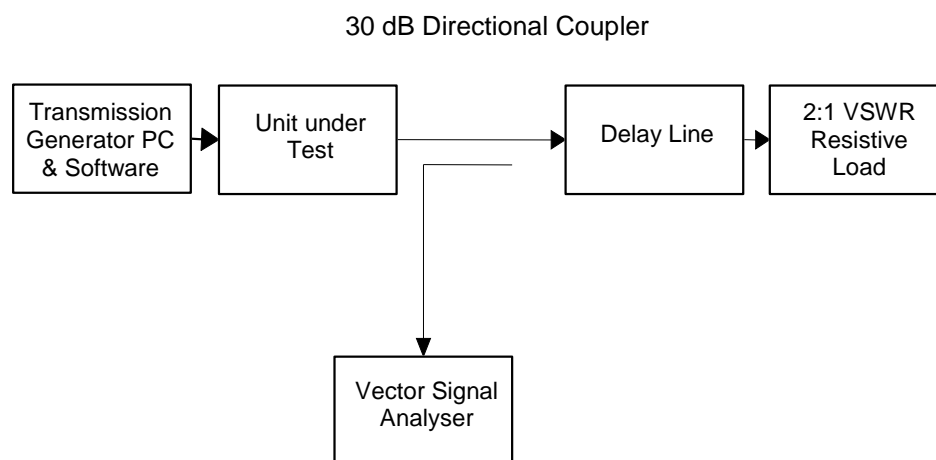 30 dB Directional Coupler
Transmission
Generator PC
& Software
Unit under
Test
Delay Line
2:1 VSWR
Resistive
Load
Vector Signal
Analyser